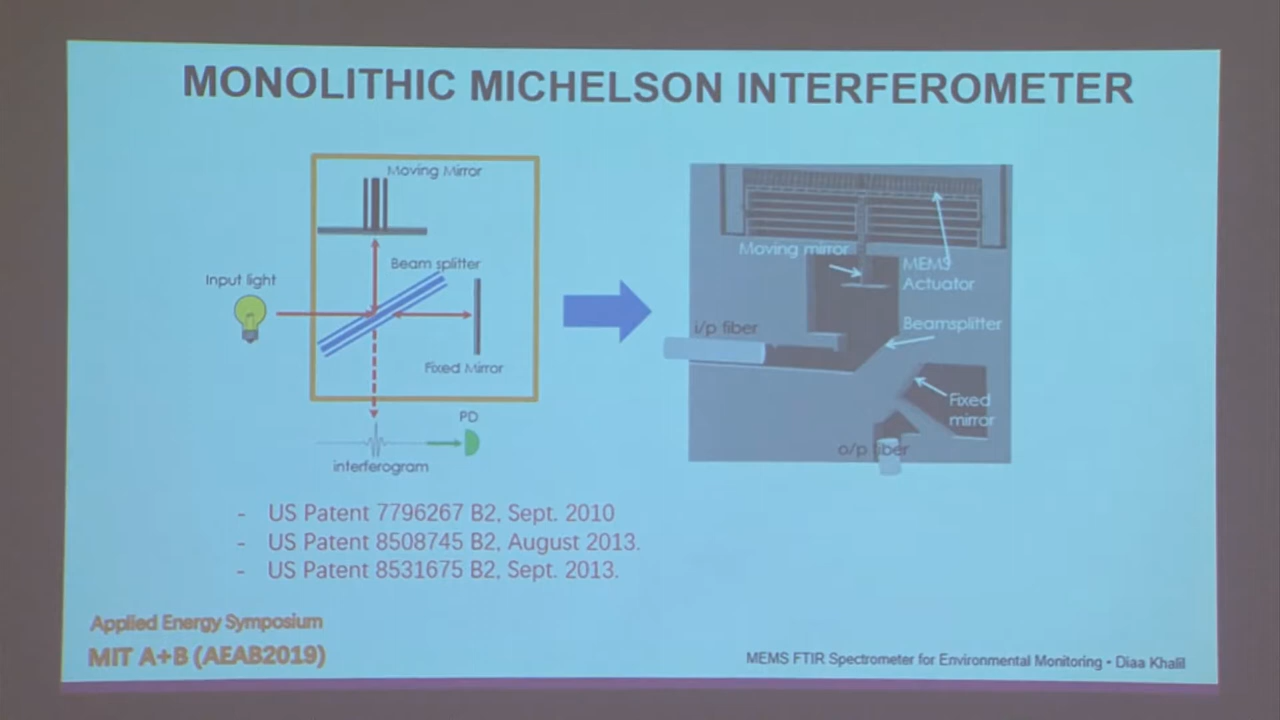 MONOLITHIC MICHELSON INTERFEROMETER
Moving Mirror
Beam splitter
Input light
Fixed Mirror
PD
interferogram
Moving mirror
MEMS
Actuator
i/p fiber
Beamsplitter
Fixed
mirror
o/p fiber
- US Patent 7796267 B2, Sept. 2010
- US Patent 8508745 B2, August 2013.
- US Patent 8531675 B2, Sept. 2013.
Applied Energy Symposium
MIT A+B (AEAB2019)
MEMS FTIR Spectrometer for Environmental Monitoring - Diaa Khalil